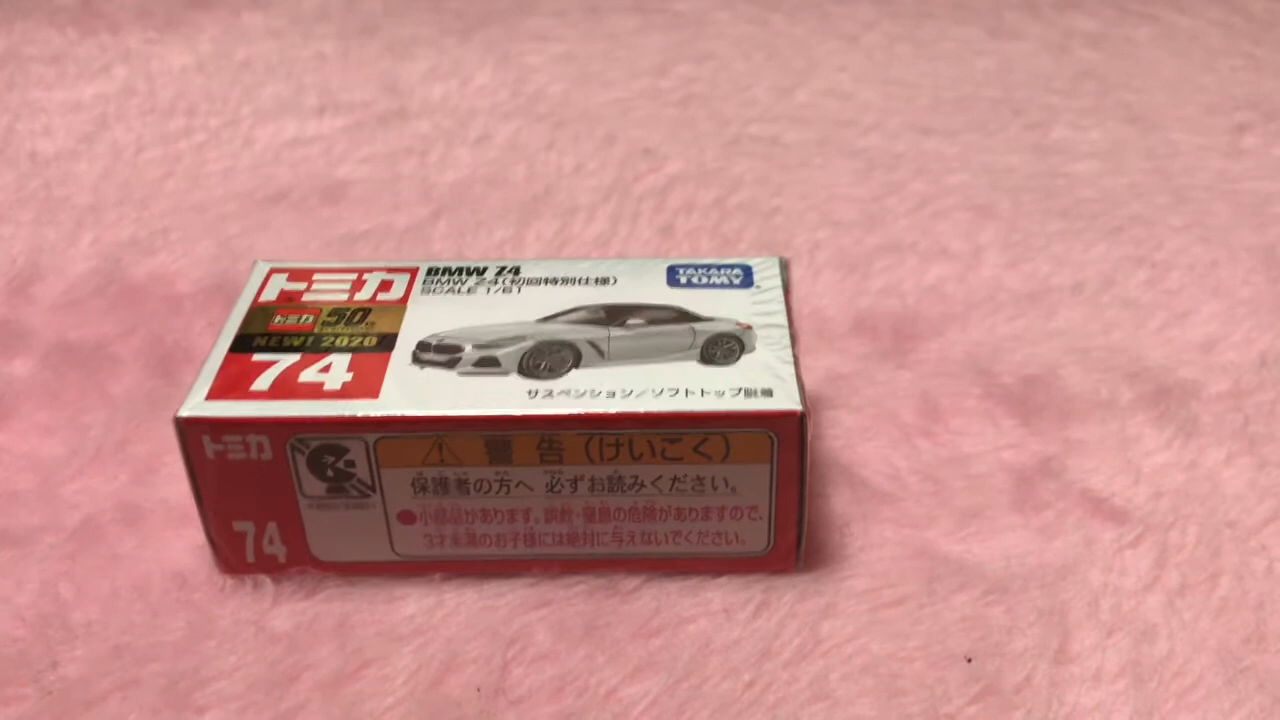 トミカ
BMW Z4
BMW Z4(初回特別仕様)
SCALE 1/61
TAKARA
TOMY
トミカ 50
NEW! 2020
74
サスペンション/ソフトトップ脱着
トミカ
74
警告(けいこく)
保護者の方へ 必ずお読みください。
●小部品があります。誤飲・窒息の危険がありますので、
3才未満のお子様には絶対に与えないでください。